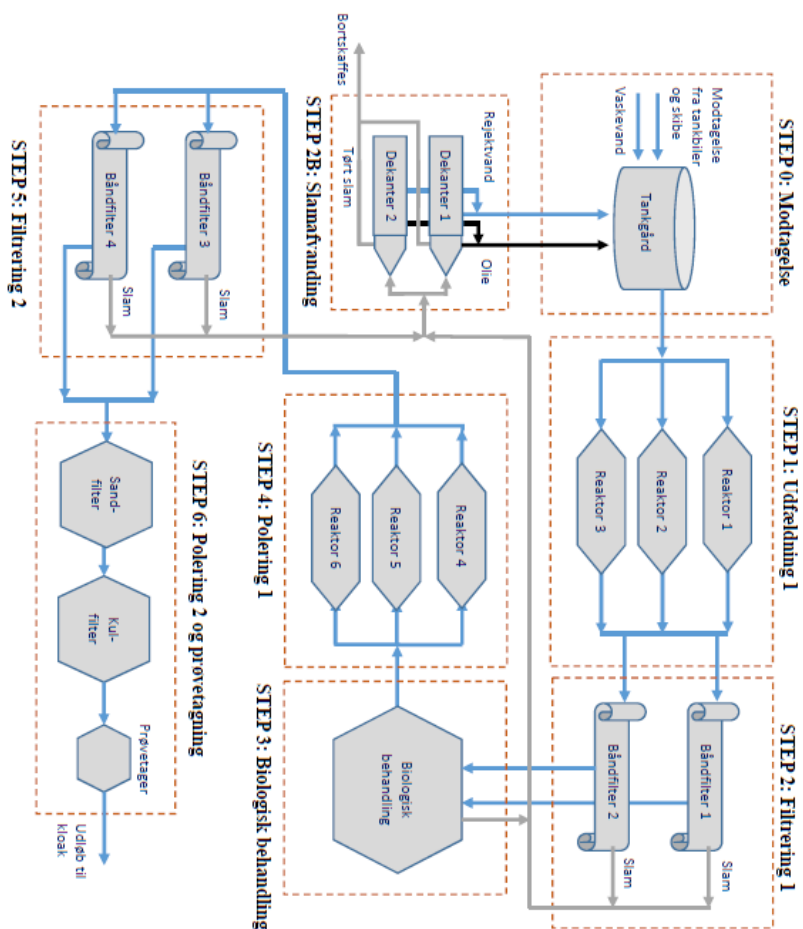 STEP 0: Modtagelse
Modtagelse
fra tankbiler
og skibe
Vaskevand
Tankgård
STEP 1: Udfældning 1
Reaktor 1
Reaktor 2
Reaktor 3
STEP 2: Filtrering 1
Båndfilter 1
Båndfilter 2
Slam
Slam
STEP 2B: Slamafvanding
Rejektvand
Olie
Dekanter 1
Dekanter 2
Tørt slam
Bortskaffes
STEP 3: Biologisk behandling
Biologisk
behandling
STEP 4: Polering 1
Reaktor 4
Reaktor 5
Reaktor 6
STEP 5: Filtrering 2
Båndfilter 3
Båndfilter 4
Slam
Slam
STEP 6: Polering 2 og prøvetagning
Sand-
filter
Kul-
filter
Prøvetager
Udløb til
kloak